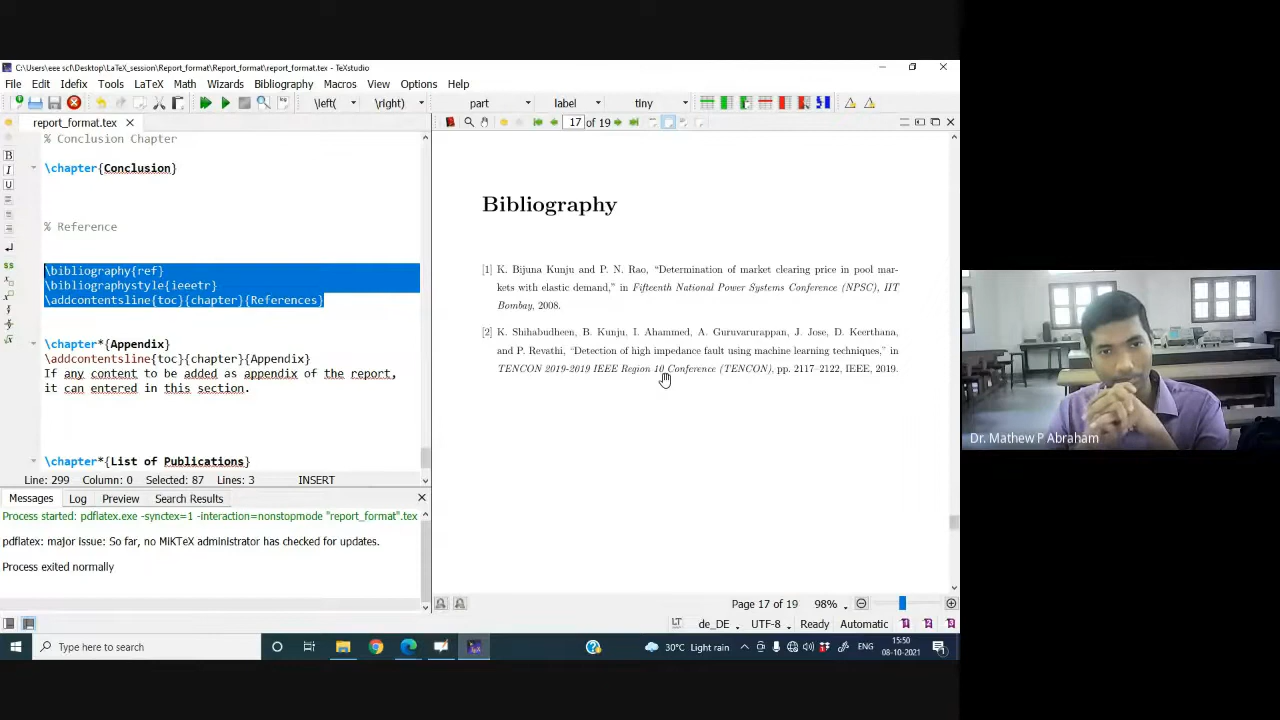 C:\Users\eee scl\Desktop\LaTeX_session\Report_format\Report_format\report_format.tex - TeXstudio
File Edit Idefix Tools LaTeX Math Wizards Bibliography Macros View Options Help
\left( \right) part label tiny
report_format.tex
17 of 19
% Conclusion Chapter
\chapter{Conclusion}
% Reference
\bibliography{ref}
\bibliographystyle{ieeetr}
\addcontentsline{toc}{chapter}{References}
\chapter*{Appendix}
\addcontentsline{toc}{chapter}{Appendix}
If any content to be added as appendix of the report,
it can entered in this section.
\chapter*{List of Publications}
Line: 299 Column: 0 Selected: 87 Lines: 3 INSERT
Messages Log Preview Search Results
Process started: pdflatex.exe -synctex=1 -interaction=nonstopmode "report_format".tex
pdflatex: major issue: So far, no MiKTeX administrator has checked for updates.
Process exited normally
Bibliography
[1] K. Bijuna Kunju and P. N. Rao, “Determination of market clearing price in pool mar-
kets with elastic demand,” in Fifteenth National Power Systems Conference (NPSC), IIT
Bombay, 2008.
[2] K. Shihabudheen, B. Kunju, I. Ahammed, A. Guruvarurappan, J. Jose, D. Keerthana,
and P. Revathi, “Detection of high impedance fault using machine learning techniques,” in
TENCON 2019-2019 IEEE Region 10 Conference (TENCON), pp. 2117–2122, IEEE, 2019.
Page 17 of 19 98%
LT de_DE UTF-8 Ready Automatic
Type here to search
30°C Light rain
ENG
15:50
08-10-2021
Dr. Mathew P Abraham